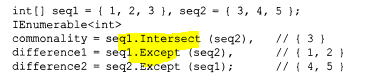 int[] seq1 = { 1, 2, 3 }, seq2 = { 3, 4, 5 };
IEnumerable<int>
commonality = seq1.Intersect (seq2),    // { 3 }
difference1 = seq1.Except (seq2),       // { 1, 2 }
difference2 = seq2.Except (seq1);       // { 4, 5 }